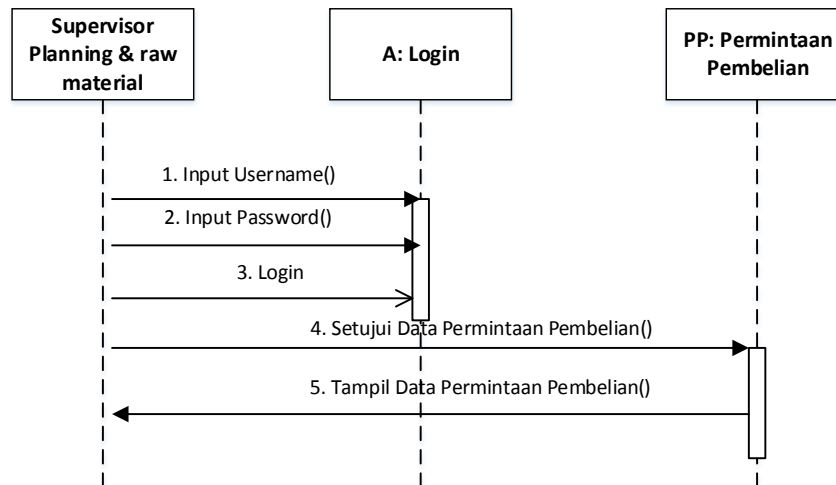 Supervisor
Planning & raw
material
A: Login
PP: Permintaan
Pembelian
1. Input Username()
2. Input Password()
3. Login
4. Setujui Data Permintaan Pembelian()
5. Tampil Data Permintaan Pembelian()